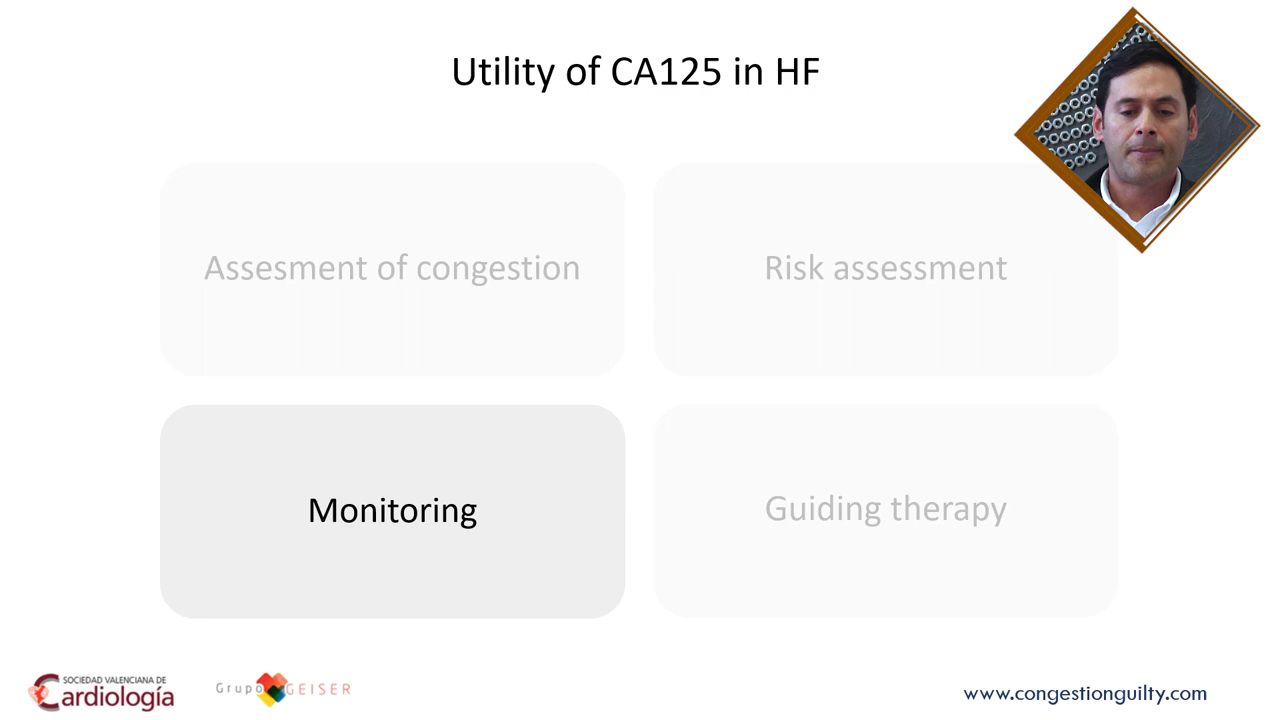 Utility of CA125 in HF
Assesment of congestion
Risk assessment
Monitoring
Guiding therapy
SOCIEDAD VALENCIANA DE
Cardiología
Grupo GEISER
www.congestionguilty.com